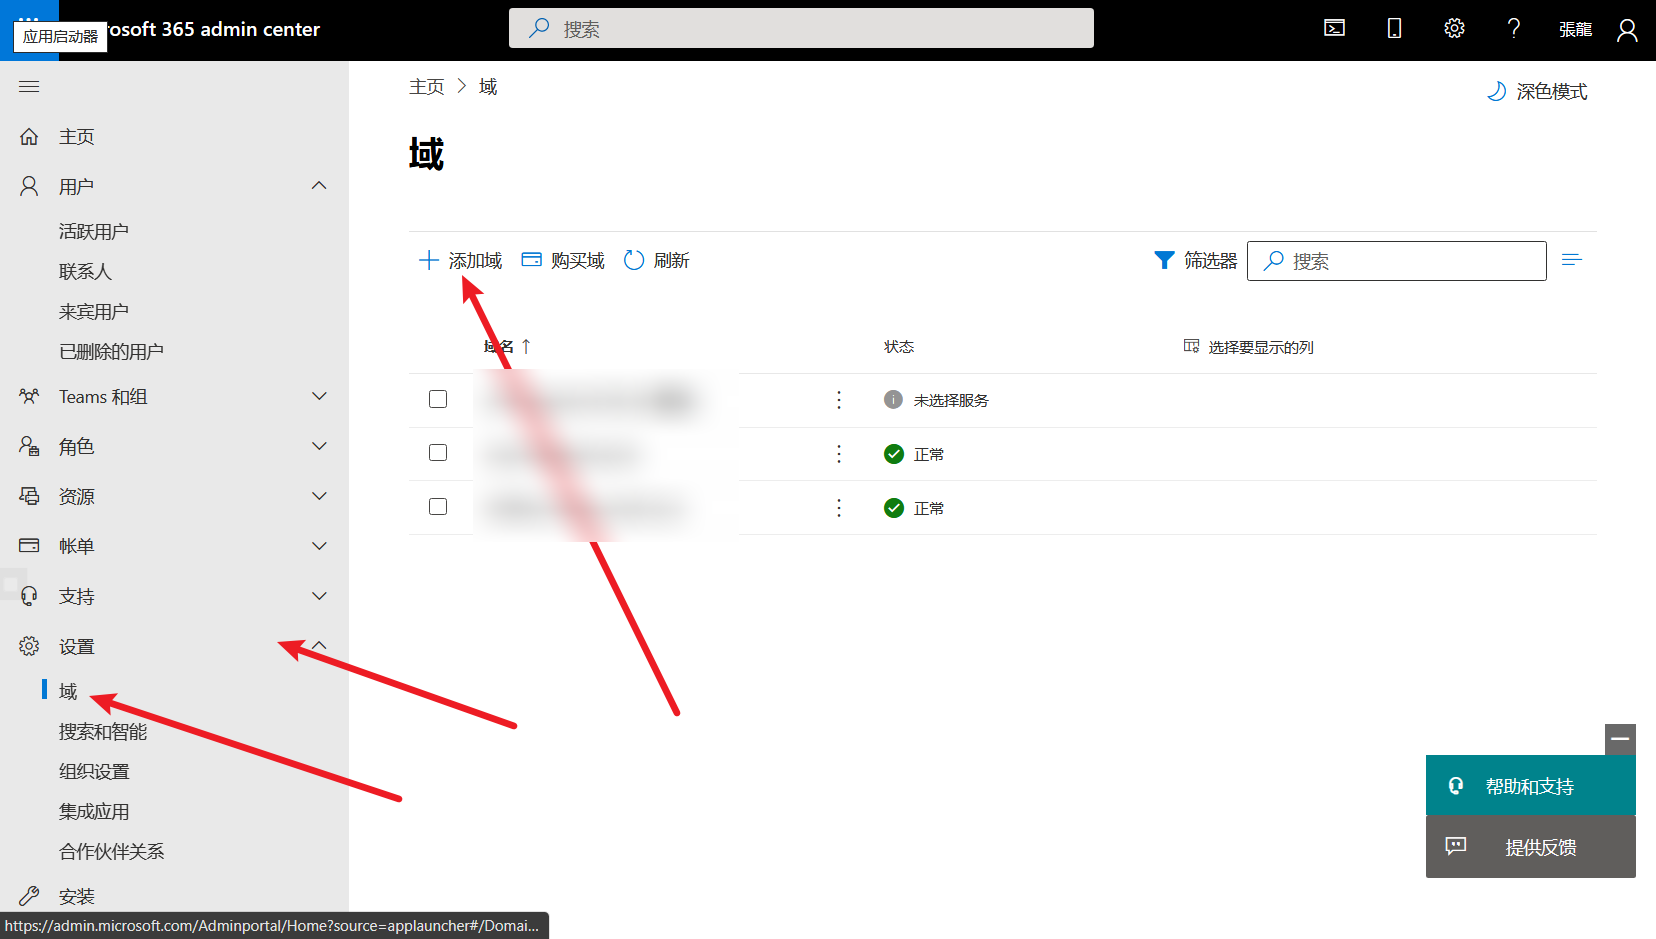 应用启动器
rosoft 365 admin center
搜索
張龍
主页
用户
活跃用户
联系人
来宾用户
已删除的用户
Teams 和组
角色
资源
帐单
支持
设置
域
搜索和智能
组织设置
集成应用
合作伙伴关系
安装
主页 > 域
深色模式
域
添加域 购买域 刷新
筛选器 搜索
域名 ↑ 状态 选择要显示的列
未选择服务
正常
正常
帮助和支持
提供反馈
https://admin.microsoft.com/Adminportal/Home?source=applauncher#/Domai...